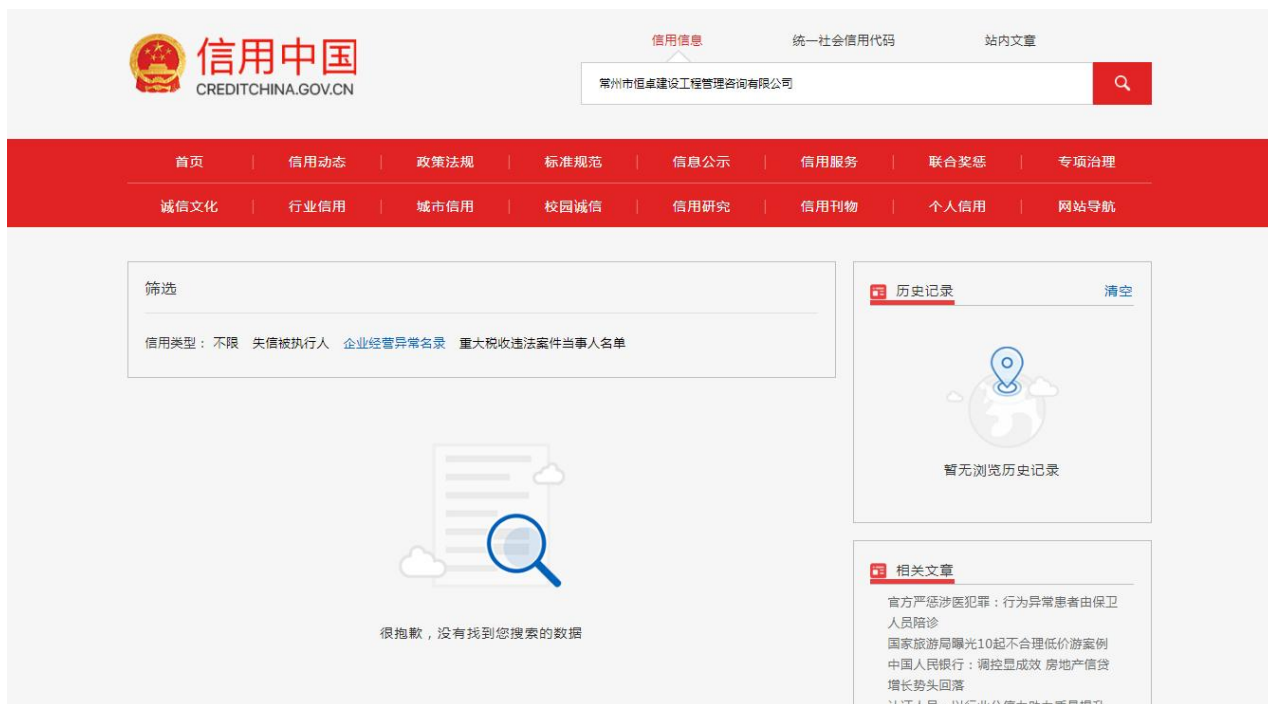 信用中国
CREDITCHINA.GOV.CN
信用信息 统一社会信用代码 站内文章
常州市恒卓建设工程管理咨询有限公司
首页 信用动态 政策法规 标准规范 信息公示 信用服务 联合奖惩 专项治理
诚信文化 行业信用 城市信用 校园诚信 信用研究 信用刊物 个人信用 网站导航
筛选
信用类型： 不限 失信被执行人 企业经营异常名录 重大税收违法案件当事人名单
很抱歉，没有找到您搜索的数据
历史记录 清空
暂无浏览历史记录
相关文章
官方严惩涉医犯罪：行为异常患者由保卫
人员陪诊
国家旅游局曝光10起不合理低价游案例
中国人民银行：调控显成效 房地产信贷
增长势头回落